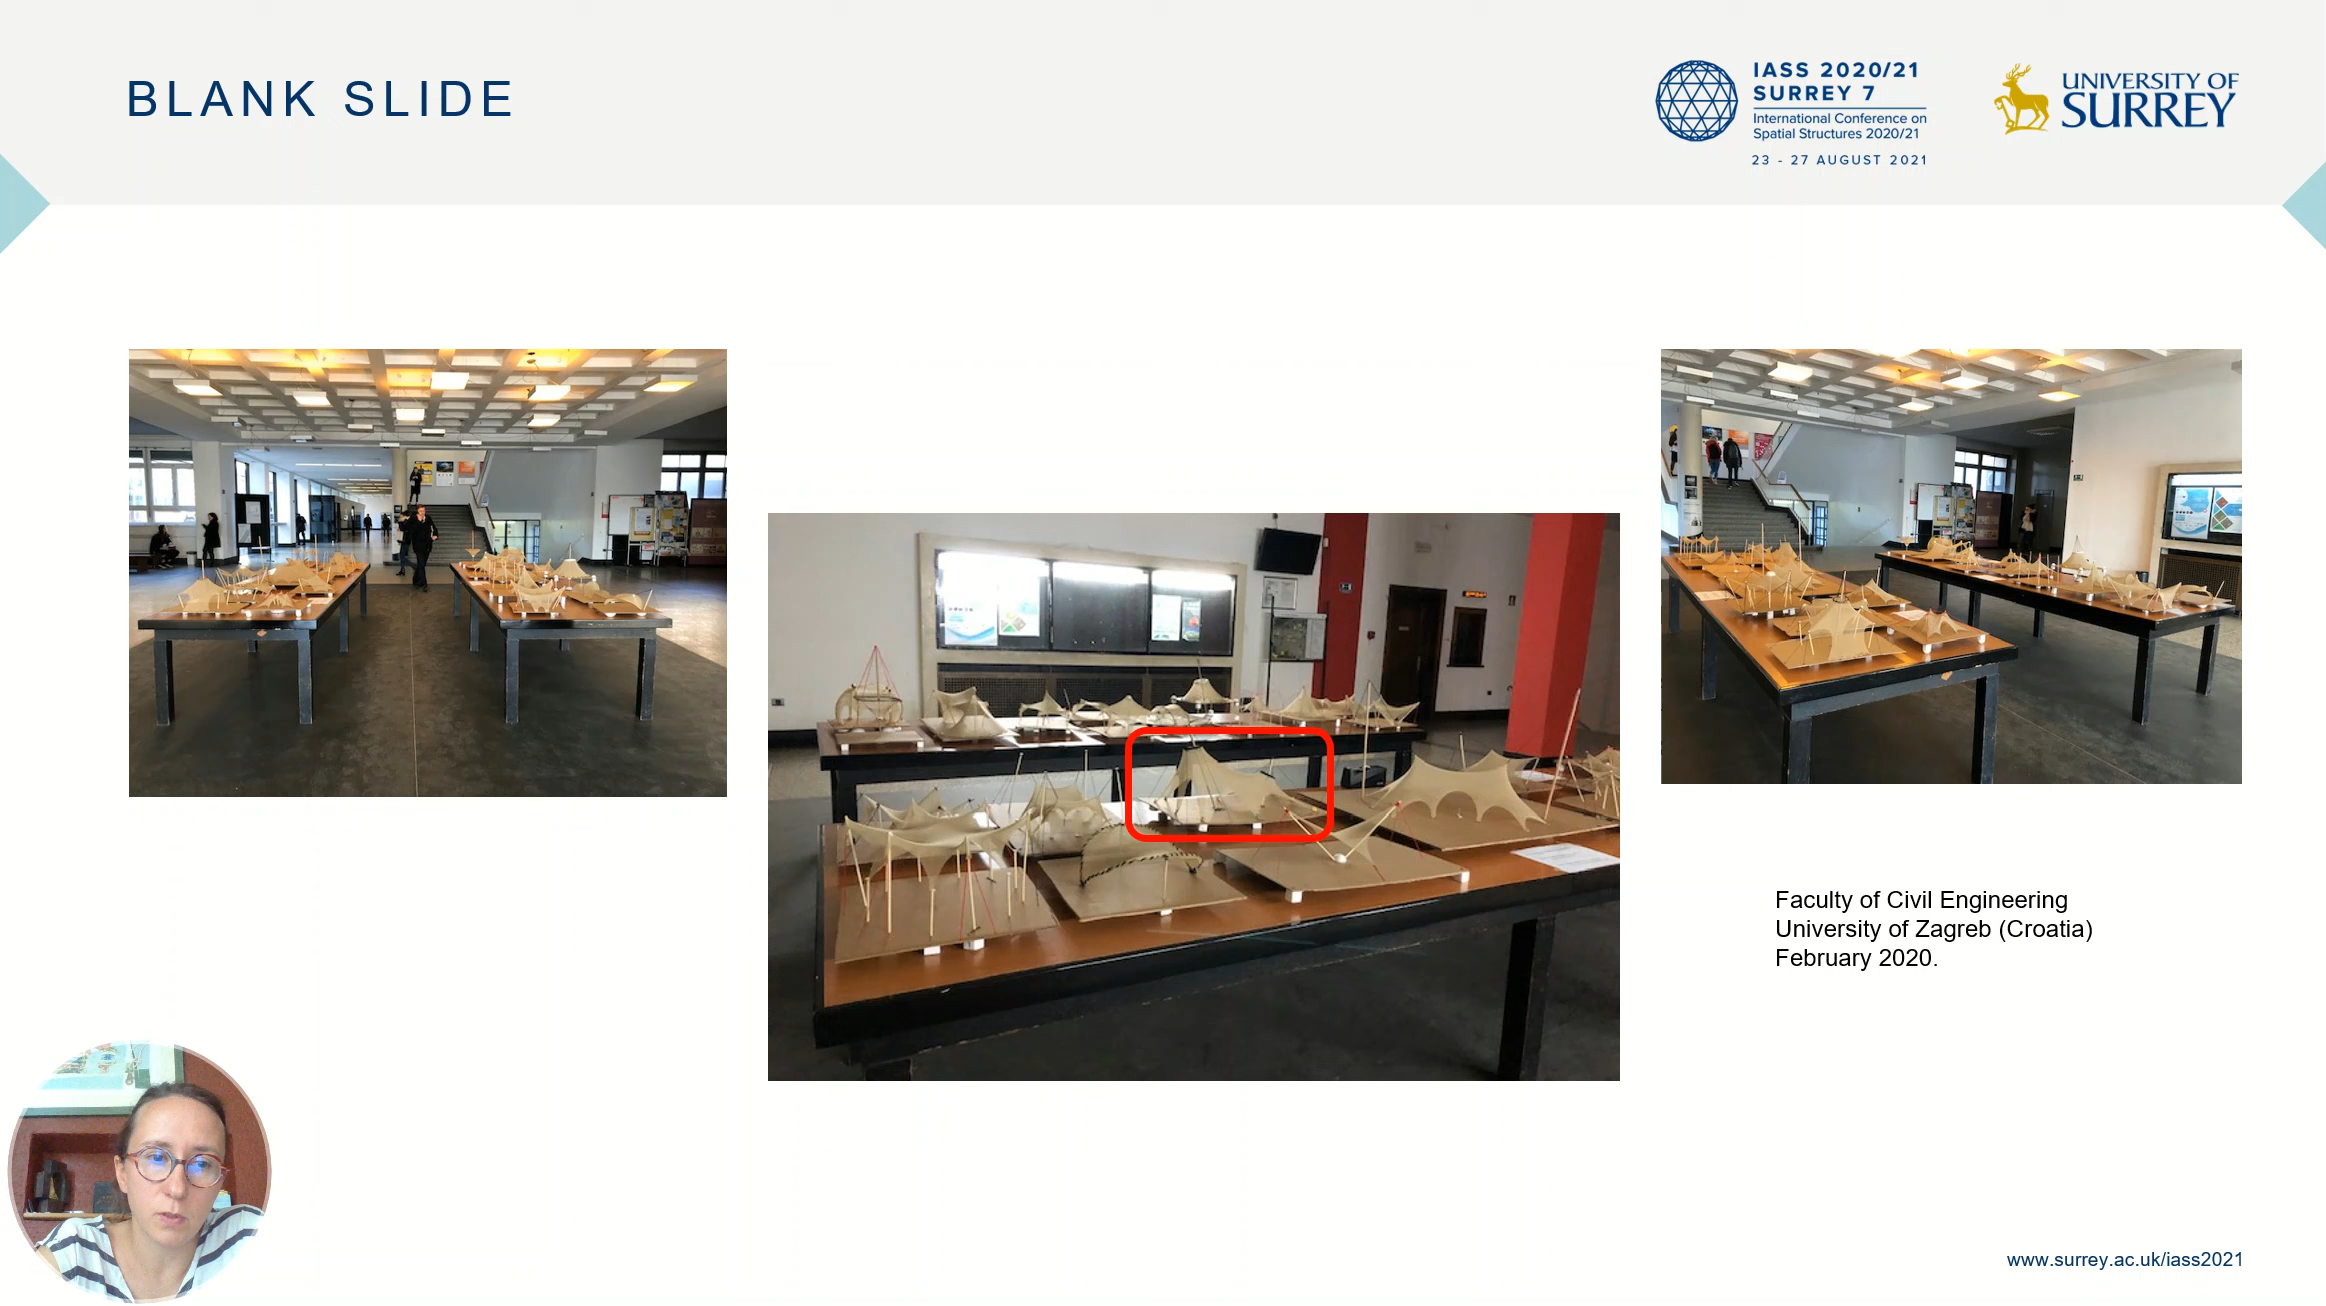 BLANK SLIDE
IASS 2020/21
SURREY 7
International Conference on
Spatial Structures 2020/21
23 - 27 AUGUST 2021
UNIVERSITY OF
SURREY
Faculty of Civil Engineering
University of Zagreb (Croatia)
February 2020.
www.surrey.ac.uk/iass2021